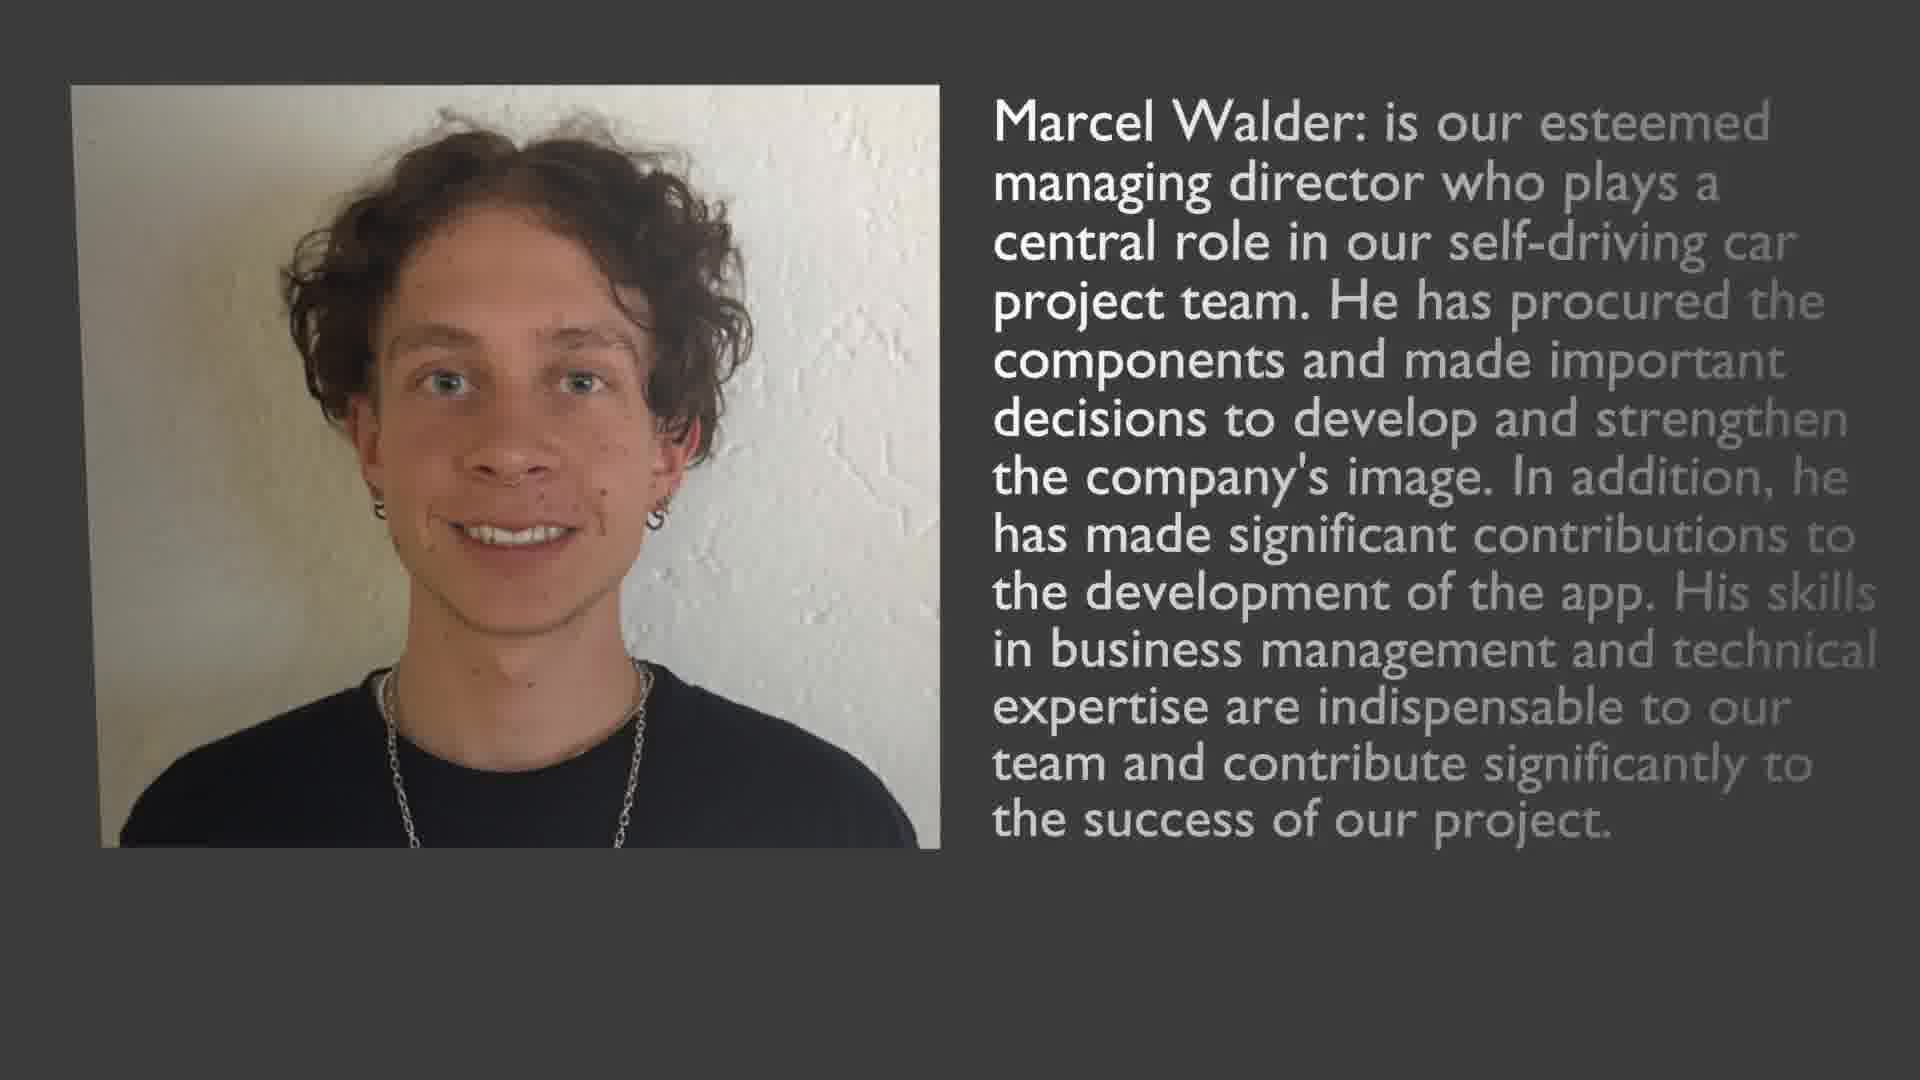 Marcel Walder: is our esteemed
managing director who plays a
central role in our self-driving car
project team. He has procured the
components and made important
decisions to develop and strengthen
the company's image. In addition, he
has made significant contributions to
the development of the app. His skills
in business management and technical
expertise are indispensable to our
team and contribute significantly to
the success of our project.